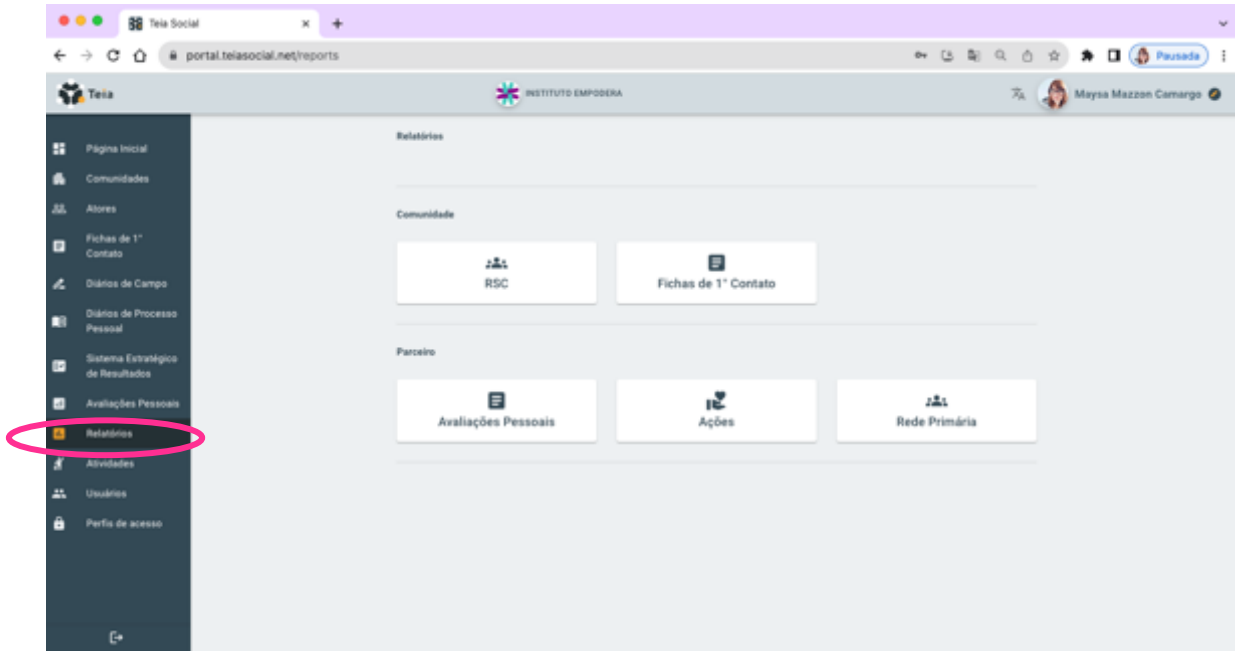 Teia Social
portal.teiasocial.net/reports
Pausada
Teia
INSTITUTO EMPODERA
Maysa Mazzon Camargo
Página Inicial
Comunidades
Atores
Fichas de 1°
Contato
Diários de Campo
Diários de Processo
Pessoal
Sistema Estratégico
de Resultados
Avaliações Pessoais
Relatórios
Atividades
Usuários
Perfis de acesso
Relatórios
Comunidade
RSC
Fichas de 1° Contato
Parceiro
Avaliações Pessoais
Ações
Rede Primária